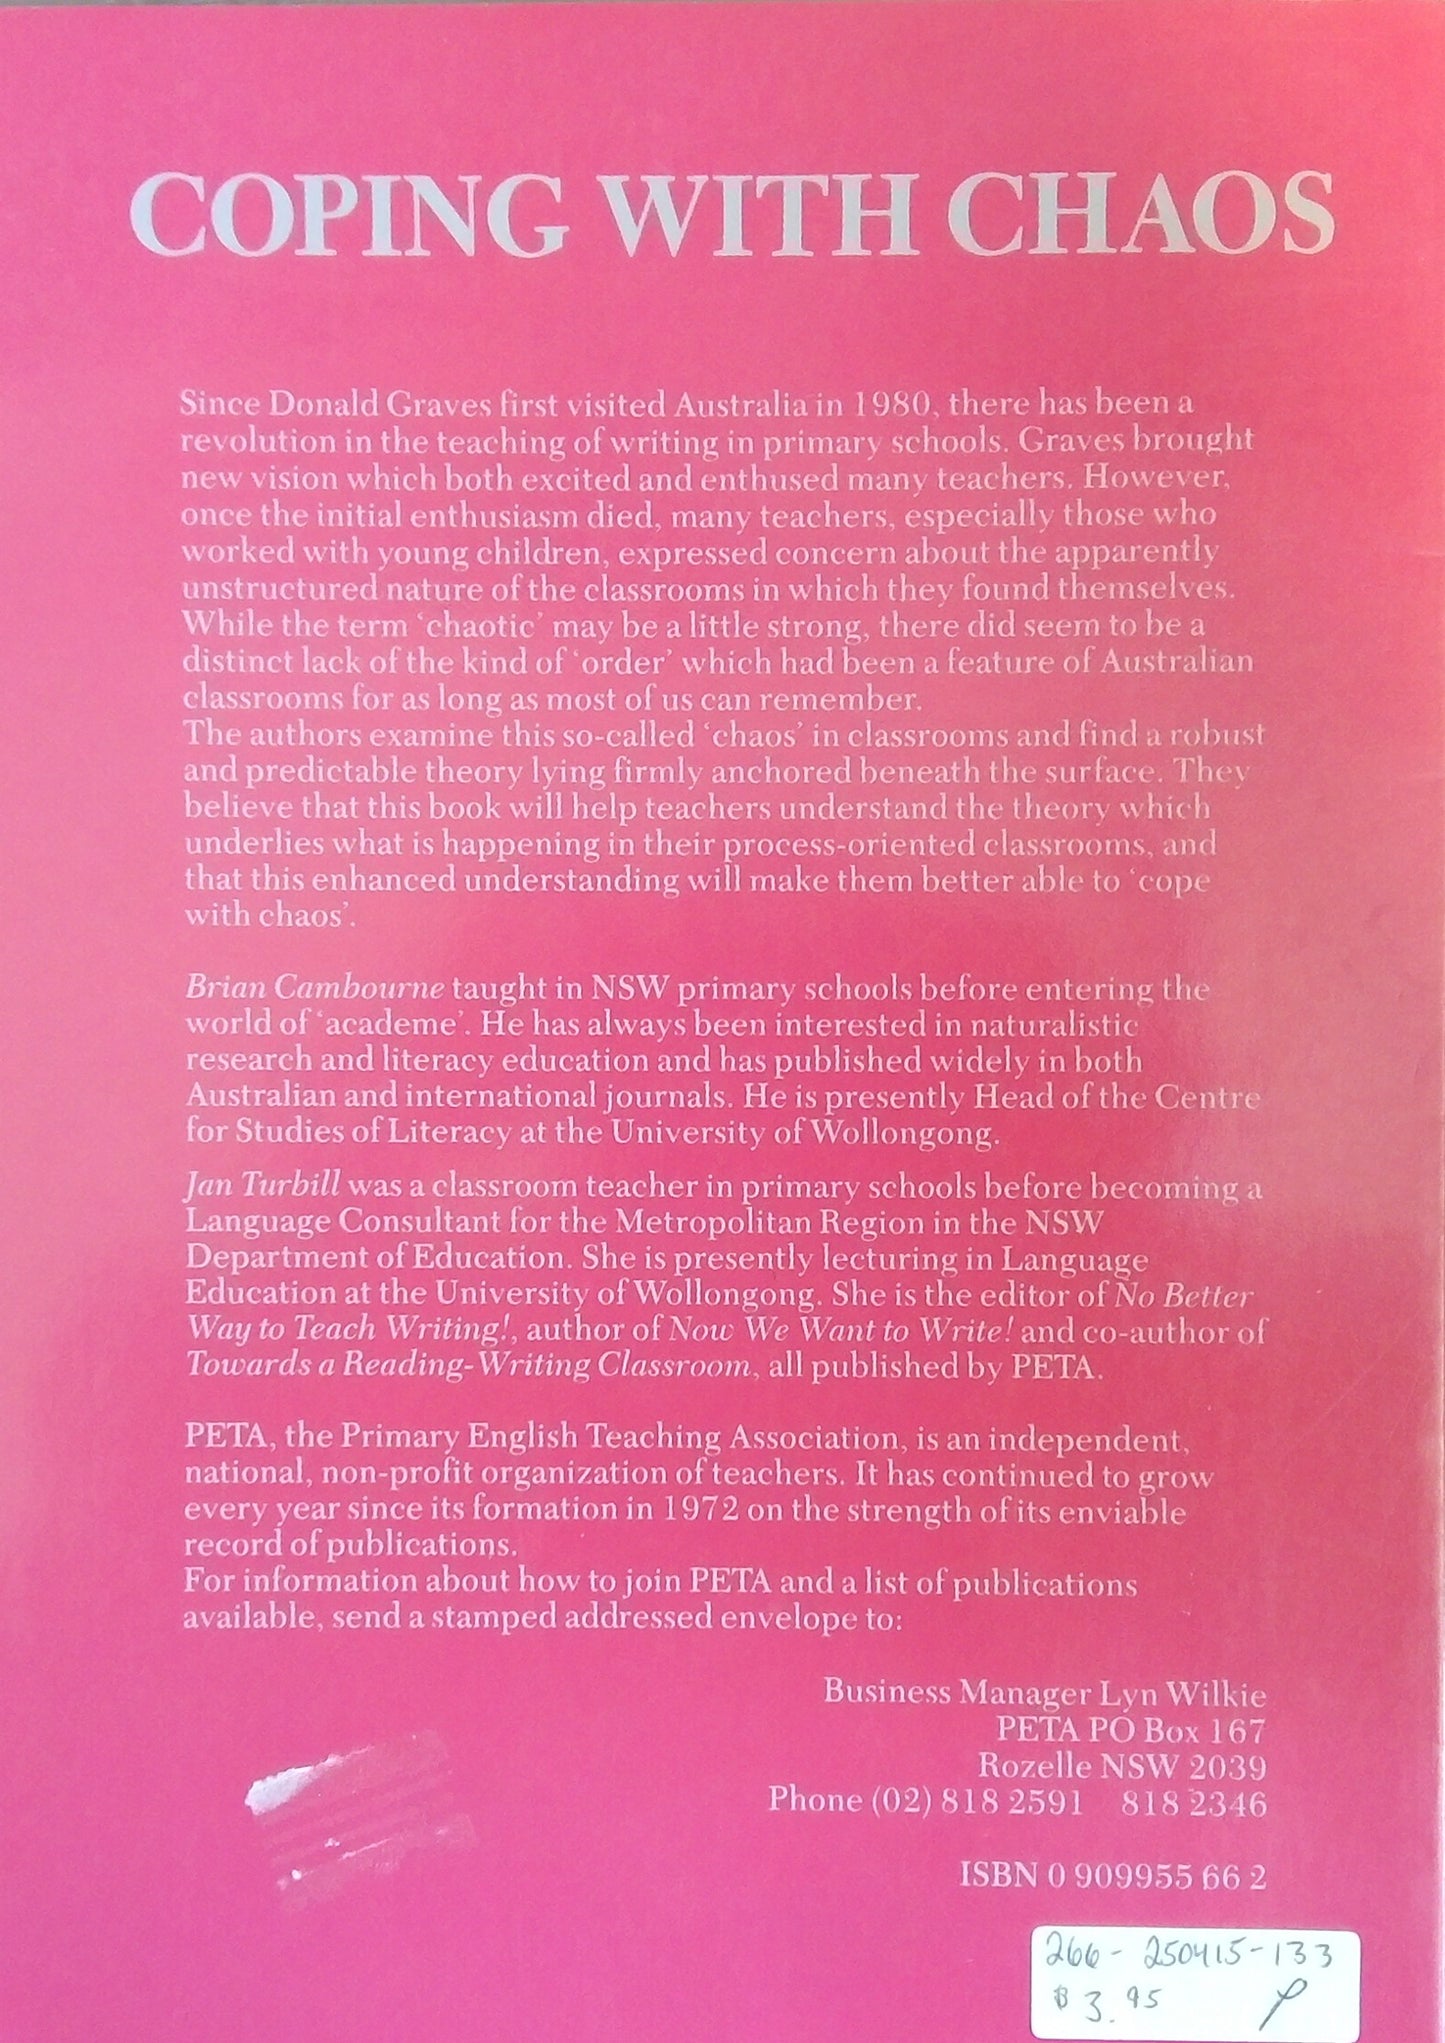 COPING WITH CHAOS
Since Donald Graves first visited Australia in 1980, there has been a
revolution in the teaching of writing in primary schools. Graves brought
new vision which both excited and enthused many teachers. However,
once the initial enthusiasm died, many teachers, especially those who
worked with young children, expressed concern about the apparently
unstructured nature of the classrooms in which they found themselves.
While the term ‘chaotic’ may be a little strong, there did seem to be a
distinct lack of the kind of ‘order’ which had been a feature of Australian
classrooms for as long as most of us can remember.
The authors examine this so-called ‘chaos’ in classrooms and find a robust
and predictable theory lying firmly anchored beneath the surface. They
believe that this book will help teachers understand the theory which
underlies what is happening in their process-oriented classrooms, and
that this enhanced understanding will make them better able to ‘cope
with chaos’.
Brian Cambourne taught in NSW primary schools before entering the
world of ‘academe’. He has always been interested in naturalistic
research and literacy education and has published widely in both
Australian and international journals. He is presently Head of the Centre
for Studies of Literacy at the University of Wollongong.
Jan Turbill was a classroom teacher in primary schools before becoming a
Language Consultant for the Metropolitan Region in the NSW
Department of Education. She is presently lecturing in Language
Education at the University of Wollongong. She is the editor of No Better
Way to Teach Writing!, author of Now We Want to Write! and co-author of
Towards a Reading-Writing Classroom, all published by PETA.
PETA, the Primary English Teaching Association, is an independent,
national, non-profit organization of teachers. It has continued to grow
every year since its formation in 1972 on the strength of its enviable
record of publications.
For information about how to join PETA and a list of publications
available, send a stamped addressed envelope to:
Business Manager Lyn Wilkie
PETA PO Box 167
Rozelle NSW 2039
Phone (02) 818 2591 818 2346
ISBN 0 909955 66 2
266- 250415-133
$ 3.95